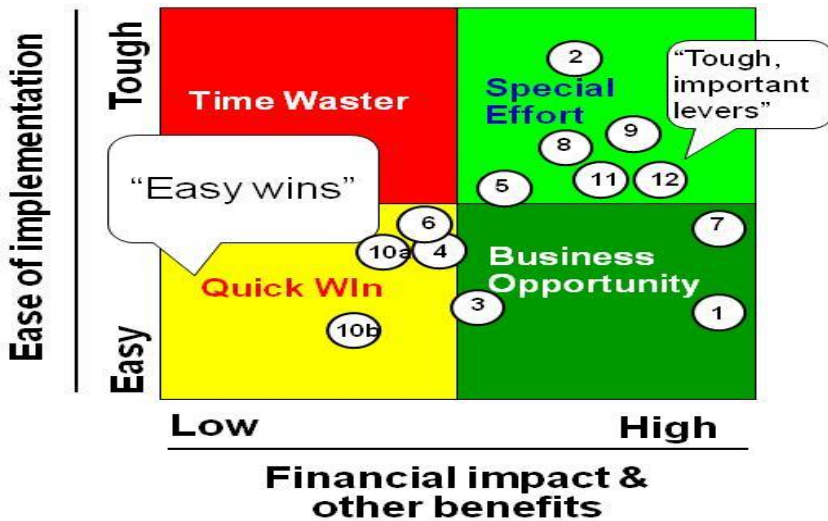 Ease of implementation
Tough
Easy
Time Waster
Special
Effort
"Tough,
important
levers"
"Easy wins"
Quick WIn
Business
Opportunity
2
9
8
11
12
5
6
7
10a
4
3
1
10b
Low
High
Financial impact &
other benefits